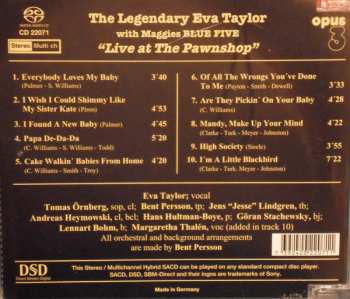 SUPER AUDIO CD
CD 22071
Stereo Multi ch
The Legendary Eva Taylor
with Maggies BLUE FIVE
"Live at The Pawnshop"
opus
3
1. Everybody Loves My Baby 3'40
(Palmer - S. Williams)
2. I Wish I Could Shimmy Like
My Sister Kate (Piron) 4'53
3. I Found A New Baby (Palmer) 4'45
4. Papa De-Da-Da 5'20
(C. Williams - S. Williams - Todd)
5. Cake Walkin' Babies From Home 4'20
(C. Williams - Smith - Troy)
6. Of All The Wrongs You've Done
To Me (Payton - Smith - Dowell) 3'33
7. Are They Pickin' On Your Baby 4'28
(Williams)
8. Mandy, Make Up Your Mind 4'22
(Clarke - Turk. Meyer - Johnston)
9. High Society (Steele) 3'55
10. I'm A Little Blackbird 7'22
(Clarke - Turk, Meyer - Johnston)
Eva Taylor; vocal
Tomas Örnberg, sop, cl; Bent Persson, tp; Jens "Jesse" Lindgren, tb;
Andreas Heymowski, cl, bcl; Hans Hultman-Boye, p; Göran Stachewsky, bj;
Lennart Bohm, b; Margaretha Thalén, voc (added in track 10)
All orchestral and background arrangements
are made by Bent Persson
DSD
Direct Stream Digital
This Stereo / Multichannel Hybrid SACD can be played on any standard compact disc player.
SACD, DSD, SBM-Direct and their logos are trademarks of Sony.
Made in Germany